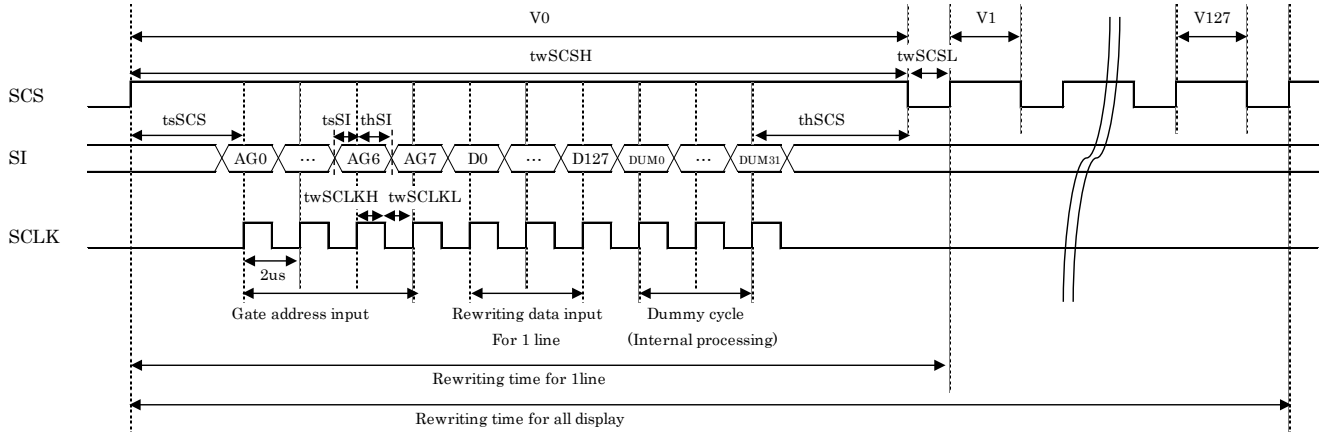 V0 V1 V127
twSCSH twSCSL
SCS
tsSCS tsSI thSI thSCS
SI AG0 ... AG6 AG7 D0 ... D127 DUM0 ... DUM31
twSCLKH twSCLKL
SCLK
2us
Gate address input Rewriting data input Dummy cycle
For 1 line (Internal processing)
Rewriting time for 1line
Rewriting time for all display